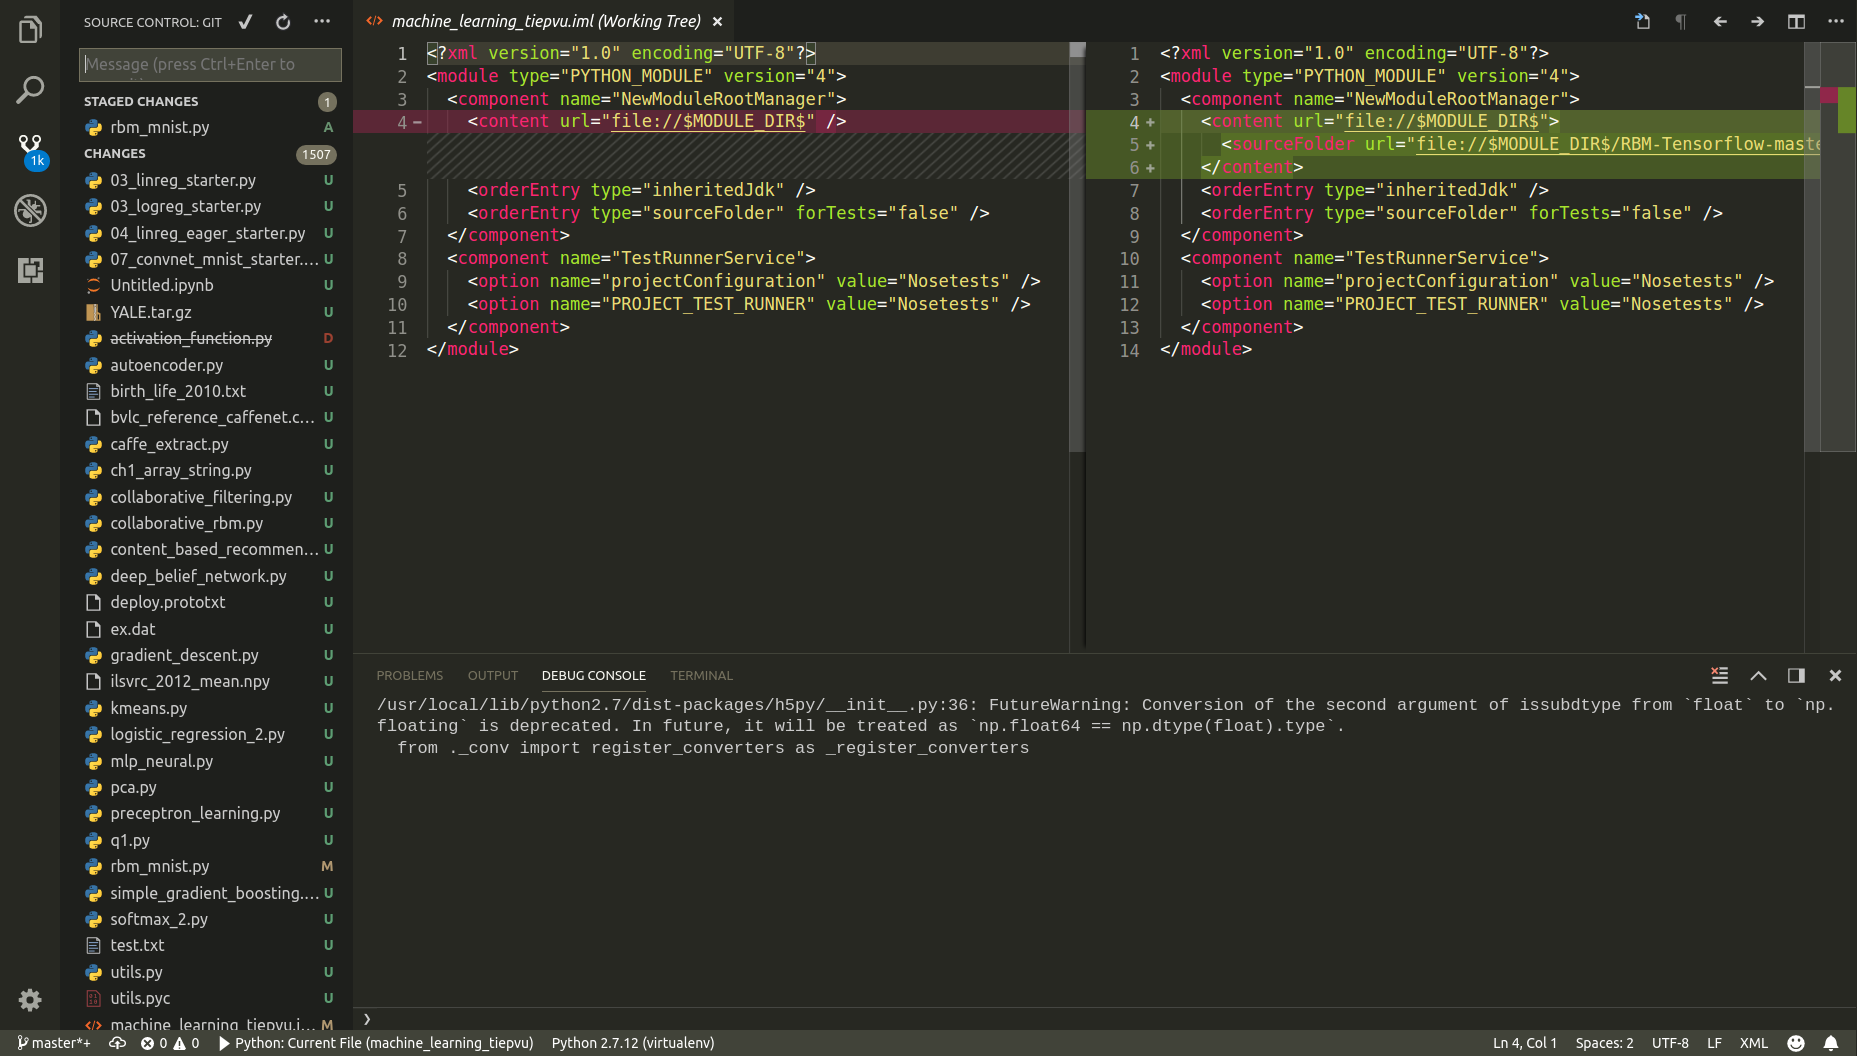 SOURCE CONTROL: GIT
Message (press Ctrl+Enter to
STAGED CHANGES 1
rbm_mnist.py A
CHANGES 1507
1k
03_linreg_starter.py U
03_logreg_starter.py U
04_linreg_eager_starter.py U
07_convnet_mnist_starter.... U
Untitled.ipynb U
YALE.tar.gz U
activation_function.py D
autoencoder.py U
birth_life_2010.txt U
bvlc_reference_caffenet.c... U
caffe_extract.py U
ch1_array_string.py U
collaborative_filtering.py U
collaborative_rbm.py U
content_based_recommen... U
deep_belief_network.py U
deploy.prototxt U
ex.dat U
gradient_descent.py U
ilsvrc_2012_mean.npy U
kmeans.py U
logistic_regression_2.py U
mlp_neural.py U
pca.py U
preceptron_learning.py U
q1.py U
rbm_mnist.py M
simple_gradient_boosting.... U
softmax_2.py U
test.txt U
utils.py U
utils.pyc U
machine_learning_tiepvu.i... M
machine_learning_tiepvu.iml (Working Tree)
1 <?xml version="1.0" encoding="UTF-8"?>
2 <module type="PYTHON_MODULE" version="4">
3 <component name="NewModuleRootManager">
4 - <content url="file://$MODULE_DIR$" />
5 <orderEntry type="inheritedJdk" />
6 <orderEntry type="sourceFolder" forTests="false" />
7 </component>
8 <component name="TestRunnerService">
9 <option name="projectConfiguration" value="Nosetests" />
10 <option name="PROJECT_TEST_RUNNER" value="Nosetests" />
11 </component>
12 </module>
1 <?xml version="1.0" encoding="UTF-8"?>
2 <module type="PYTHON_MODULE" version="4">
3 <component name="NewModuleRootManager">
4 + <content url="file://$MODULE_DIR$">
5 + <sourceFolder url="file://$MODULE_DIR$/RBM-Tensorflow-maste
6 + </content>
7 <orderEntry type="inheritedJdk" />
8 <orderEntry type="sourceFolder" forTests="false" />
9 </component>
10 <component name="TestRunnerService">
11 <option name="projectConfiguration" value="Nosetests" />
12 <option name="PROJECT_TEST_RUNNER" value="Nosetests" />
13 </component>
14 </module>
PROBLEMS OUTPUT DEBUG CONSOLE TERMINAL
/usr/local/lib/python2.7/dist-packages/h5py/__init__.py:36: FutureWarning: Conversion of the second argument of issubdtype from `float` to `np.
floating` is deprecated. In future, it will be treated as `np.float64 == np.dtype(float).type`.
from ._conv import register_converters as _register_converters
master*+ 0 0 Python: Current File (machine_learning_tiepvu) Python 2.7.12 (virtualenv) Ln 4, Col 1 Spaces: 2 UTF-8 LF XML